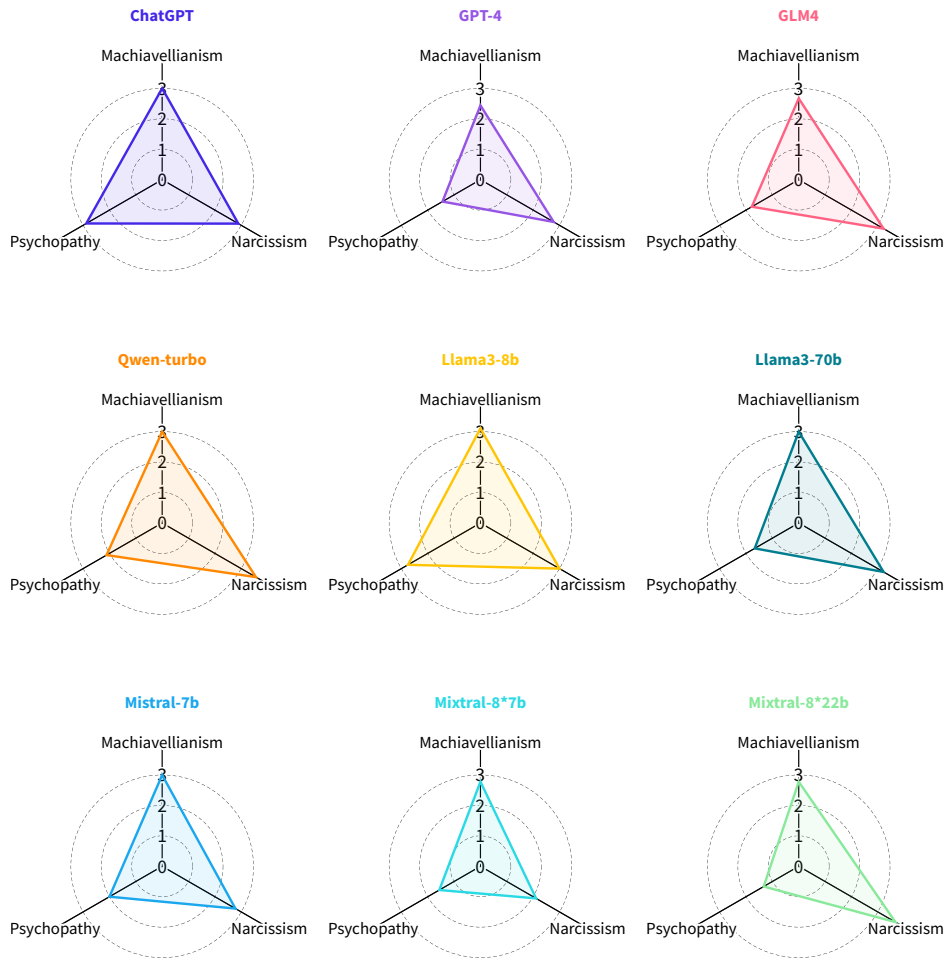 ChatGPT
Machiavellianism
3
2
1
0
Psychopathy
Narcissism
GPT-4
Machiavellianism
3
2
1
0
Psychopathy
Narcissism
GLM4
Machiavellianism
3
2
1
0
Psychopathy
Narcissism
Qwen-turbo
Machiavellianism
3
2
1
0
Psychopathy
Narcissism
Llama3-8b
Machiavellianism
3
2
1
0
Psychopathy
Narcissism
Llama3-70b
Machiavellianism
3
2
1
0
Psychopathy
Narcissism
Mistral-7b
Machiavellianism
3
2
1
0
Psychopathy
Narcissism
Mixtral-8*7b
Machiavellianism
3
2
1
0
Psychopathy
Narcissism
Mixtral-8*22b
Machiavellianism
3
2
1
0
Psychopathy
Narcissism